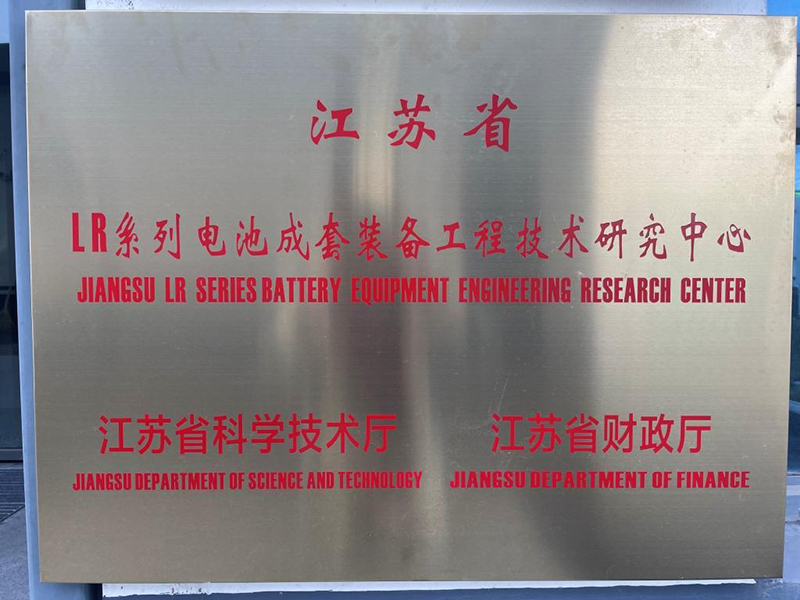 江苏省
LR系列电池成套装备工程技术研究中心
JIANGSU LR SERIES BATTERY EQUIPMENT ENGINEERING RESEARCH CENTER
江苏省科学技术厅 江苏省财政厅
JIANGSU DEPARTMENT OF SCIENCE AND TECHNOLOGY JIANGSU DEPARTMENT OF FINANCE